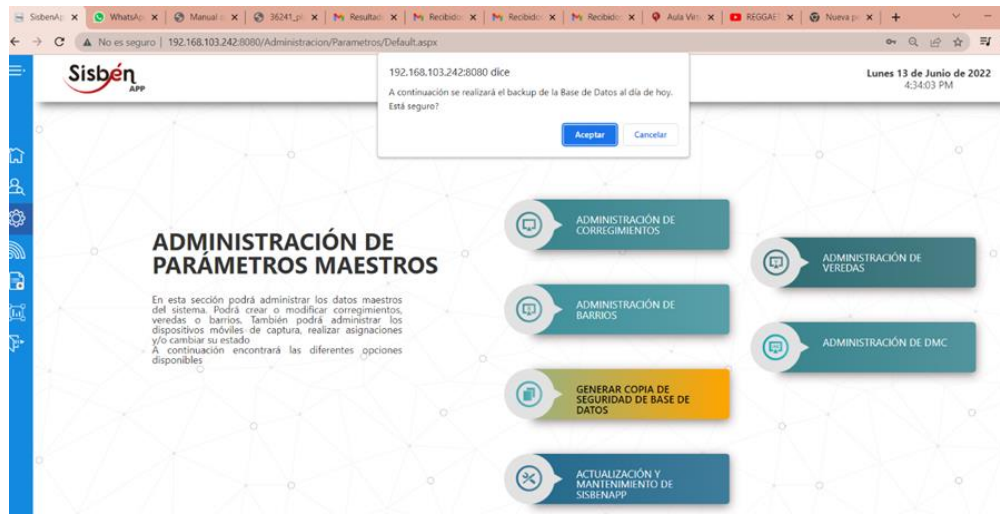 SisbenAp
WhatsAp
Manual
36241_pl
Resultad
Recibido
Recibido
Recibido
Aula Virt
REGGAET
Nueva pe
No es seguro | 192.168.103.242:8080/Administracion/Parametros/Default.aspx
Sisbén
APP
192.168.103.242:8080 dice
A continuación se realizará el backup de la Base de Datos al día de hoy.
Está seguro?
Aceptar
Cancelar
Lunes 13 de Junio de 2022
4:34:03 PM
ADMINISTRACIÓN DE
PARÁMETROS MAESTROS
En esta sección podrá administrar los datos maestros
del sistema. Podrá crear o modificar corregimientos,
veredas o barrios. También podrá administrar los
dispositivos móviles de captura, realizar asignaciones
y/o cambiar su estado
A continuación encontrará las diferentes opciones
disponibles
ADMINISTRACIÓN DE
CORREGIMIENTOS
ADMINISTRACIÓN DE
VEREDAS
ADMINISTRACIÓN DE
BARRIOS
ADMINISTRACIÓN DE DMC
GENERAR COPIA DE
SEGURIDAD DE BASE DE
DATOS
ACTUALIZACIÓN Y
MANTENIMIENTO DE
SISBENAPP